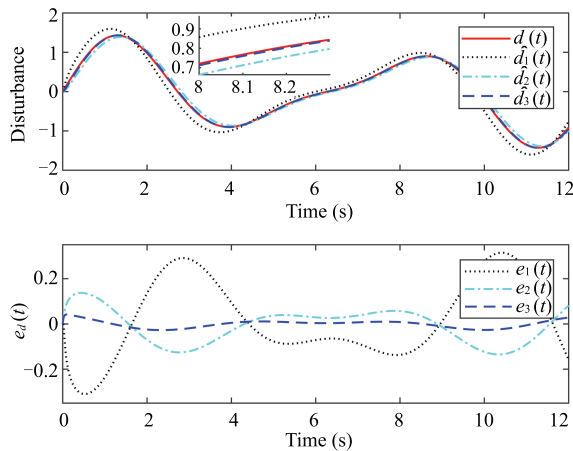 2
1
0
−1
−2
Disturbance
0.9
0.8
0.7
8
8.1
8.2
d (t)
d̂₁(t)
d̂₂(t)
d̂₃(t)
0
2
4
6
8
10
12
Time (s)
0.2
0
−0.2
e_d(t)
e₁(t)
e₂(t)
e₃(t)
0
2
4
6
8
10
12
Time (s)